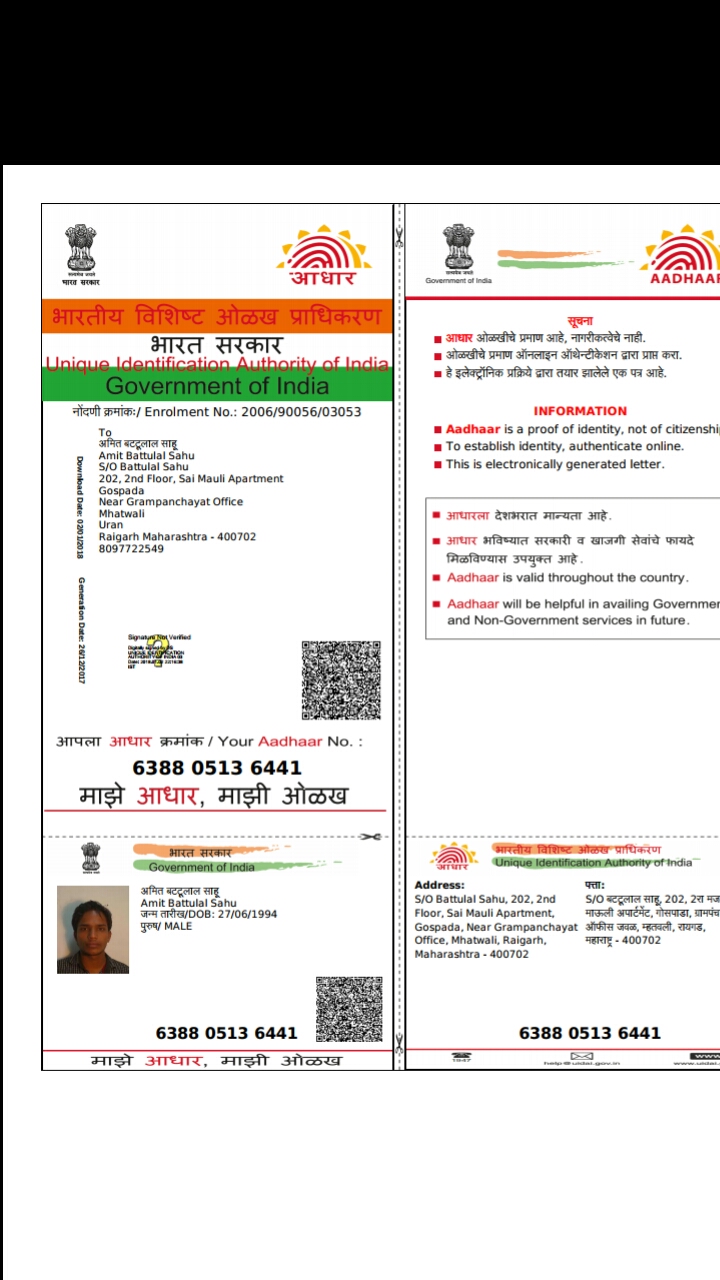 सत्यमेव जयते
भारत सरकार
आधार
भारतीय विशिष्ट ओळख प्राधिकरण
भारत सरकार
Unique Identification Authority of India
Government of India
नोंदणी क्रमांक:/ Enrolment No.: 2006/90056/03053
To
अमित बटटूलाल साहू
Amit Battulal Sahu
S/O Battulal Sahu
202, 2nd Floor, Sai Mauli Apartment
Gospada
Near Grampanchayat Office
Mhatwali
Uran
Raigarh Maharashtra - 400702
8097722549
Download Date: 02/01/2018
Generation Date: 26/12/2017
Signature Not Verified
Digitally signed by DS
UNIQUE IDENTIFICATION
AUTHORITY OF INDIA
आपला आधार क्रमांक / Your Aadhaar No. :
6388 0513 6441
माझे आधार, माझी ओळख
भारत सरकार
Government of India
अमित बटटूलाल साहू
Amit Battulal Sahu
जन्म तारीख/DOB: 27/06/1994
पुरुष/ MALE
6388 0513 6441
माझे आधार, माझी ओळख
सत्यमेव जयते
Government of India
AADHAAR
सूचना
आधार ओळखीचे प्रमाण आहे, नागरीकत्वेचे नाही.
ओळखीचे प्रमाण ऑनलाइन ऑथेन्टीकेशन द्वारा प्राप्त करा.
हे इलेक्ट्रॉनिक प्रक्रिये द्वारा तयार झालेले एक पत्र आहे.
INFORMATION
Aadhaar is a proof of identity, not of citizenshi
To establish identity, authenticate online.
This is electronically generated letter.
आधारला देशभरात मान्यता आहे.
आधार भविष्यात सरकारी व खाजगी सेवांचे फायदे
मिळविण्यास उपयुक्त आहे.
Aadhaar is valid throughout the country.
Aadhaar will be helpful in availing Governmen
and Non-Government services in future.
आधार
भारतीय विशिष्ट ओळख प्राधिकरण
Unique Identification Authority of India
Address:
S/O Battulal Sahu, 202, 2nd
Floor, Sai Mauli Apartment,
Gospada, Near Grampanchayat
Office, Mhatwali, Raigarh,
Maharashtra - 400702
पत्ता:
S/O बटटूलाल साहू, 202, 2रा मज
माऊली अपार्टमेंट, गोसपाडा, ग्रामपंच
ऑफीस जवळ, म्हतवली, रायगड,
महाराष्ट्र - 400702
6388 0513 6441
1947
help@uidai.gov.in
www
www.uidai.